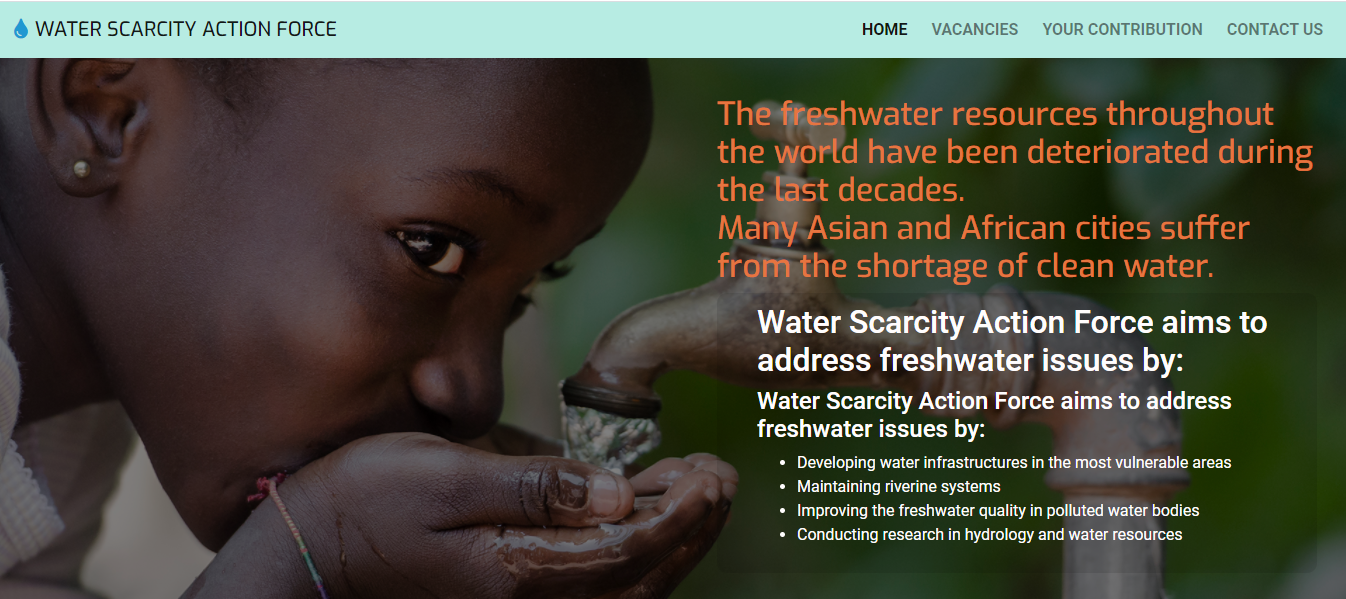 WATER SCARCITY ACTION FORCE
HOME VACANCIES YOUR CONTRIBUTION CONTACT US
The freshwater resources throughout
the world have been deteriorated during
the last decades.
Many Asian and African cities suffer
from the shortage of clean water.
Water Scarcity Action Force aims to
address freshwater issues by:
Water Scarcity Action Force aims to address
freshwater issues by:
• Developing water infrastructures in the most vulnerable areas
• Maintaining riverine systems
• Improving the freshwater quality in polluted water bodies
• Conducting research in hydrology and water resources